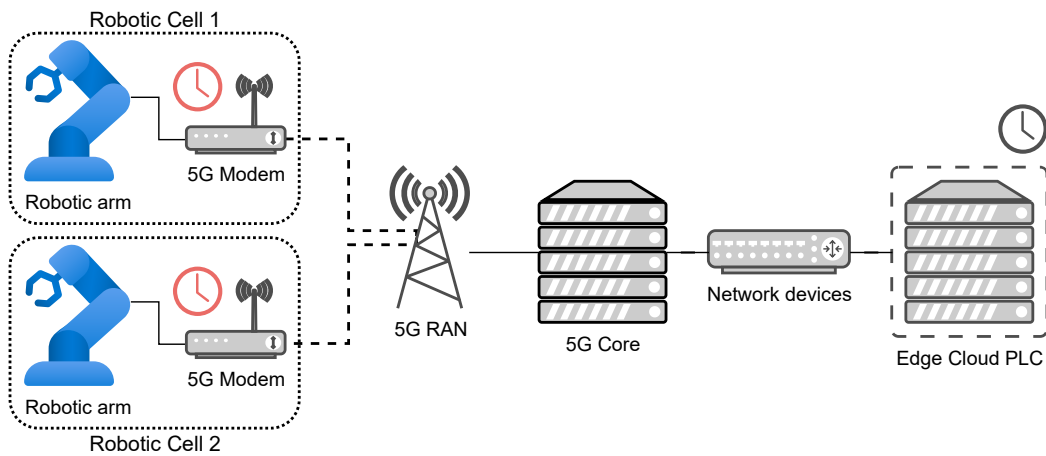 Robotic Cell 1
5G Modem
Robotic arm
5G Modem
Robotic arm
Robotic Cell 2
5G RAN
5G Core
Network devices
Edge Cloud PLC